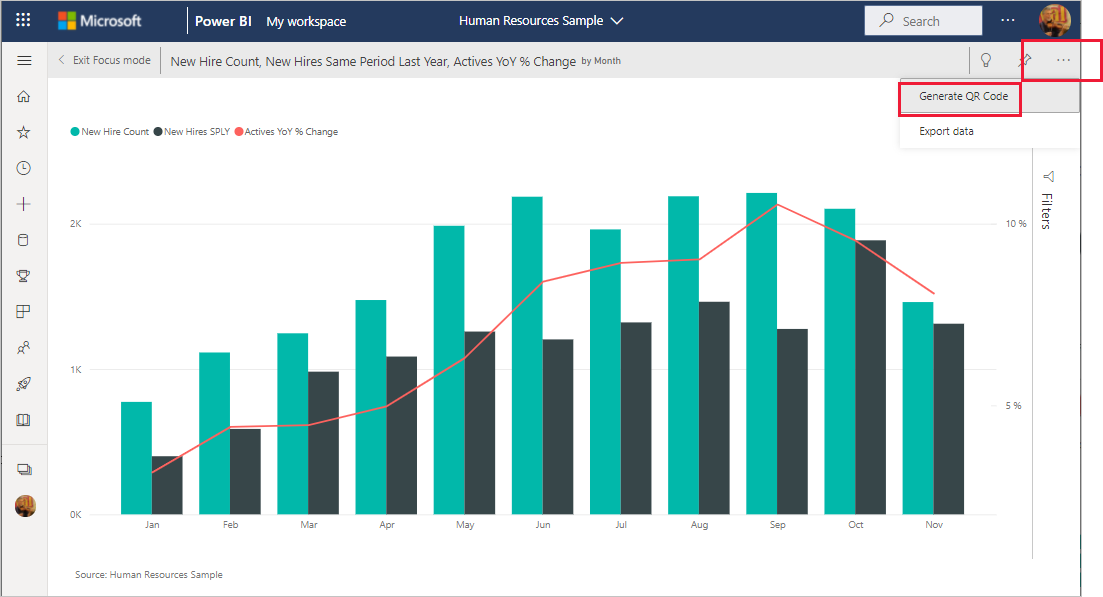 Microsoft Power BI My workspace Human Resources Sample Search
Exit Focus mode New Hire Count, New Hires Same Period Last Year, Actives YoY % Change by Month
Generate QR Code
Export data
New Hire Count New Hires SPLY Actives YoY % Change
Filters
2K 10 %
1K
5 %
0K
Jan Feb Mar Apr May Jun Jul Aug Sep Oct Nov
Source: Human Resources Sample